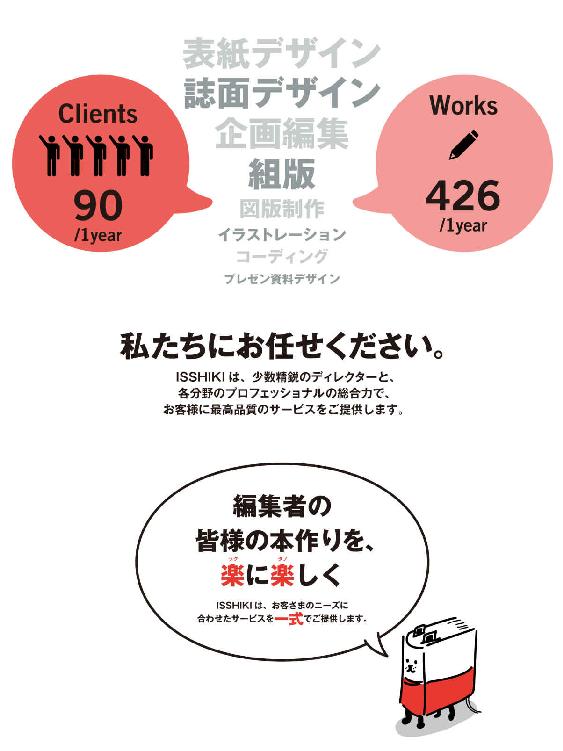 表紙デザイン
誌面デザイン
企画編集
組版
図版制作
イラストレーション
コーディング
プレゼン資料デザイン
Clients
90
/1year
Works
426
/1year
私たちにお任せください。
ISSHIKI は、少数精鋭のディレクターと、
各分野のプロフェッショナルの総合力で、
お客様に最高品質のサービスをご提供します。
編集者の
皆様の本作りを、
ラク タノ
楽に楽しく
ISSHIKI は、お客さまのニーズに
合わせたサービスを一式でご提供します。